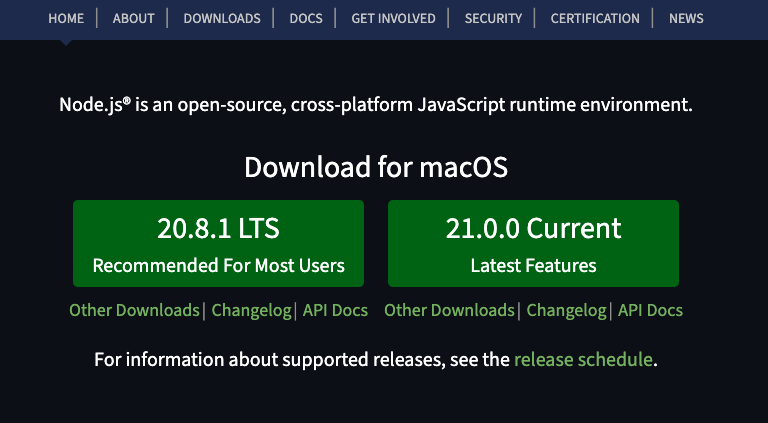 HOME | ABOUT | DOWNLOADS | DOCS | GET INVOLVED | SECURITY | CERTIFICATION | NEWS
Node.js® is an open-source, cross-platform JavaScript runtime environment.
Download for macOS
20.8.1 LTS
Recommended For Most Users
Other Downloads | Changelog | API Docs
21.0.0 Current
Latest Features
Other Downloads | Changelog | API Docs
For information about supported releases, see the release schedule.